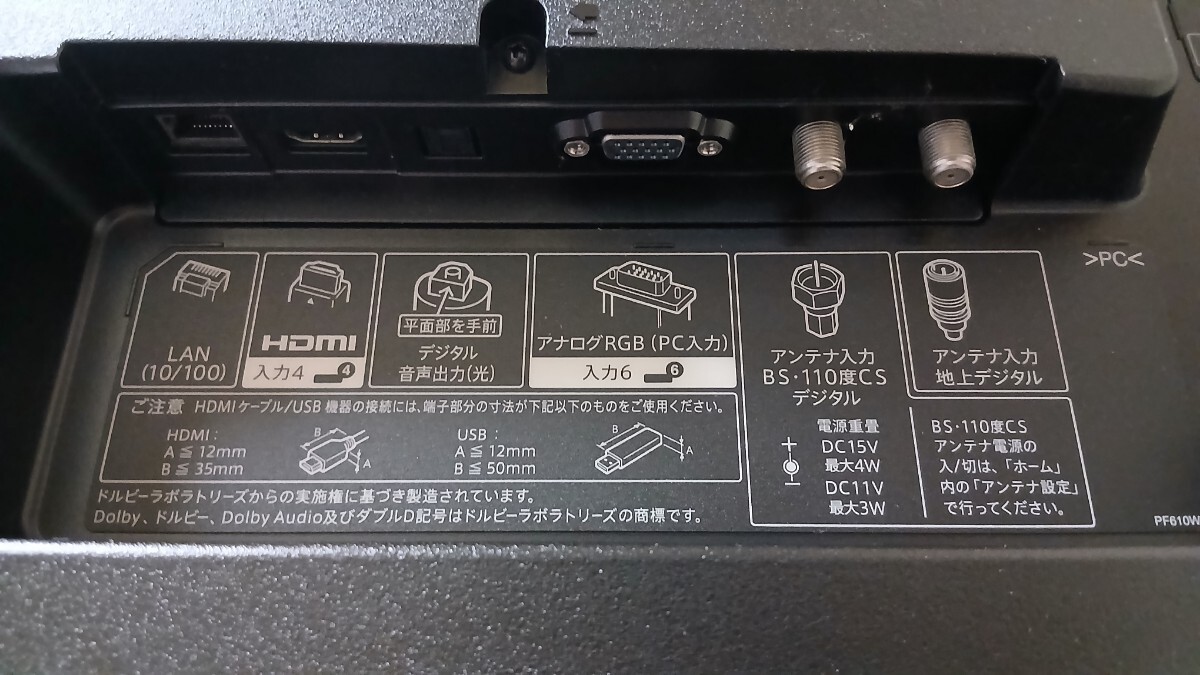 LAN
(10/100)
HDMI
入力4 4
平面部を手前
デジタル
音声出力(光)
アナログRGB(PC入力)
入力6 6
アンテナ入力
BS・110度CS
デジタル
電源重畳
+ DC15V
最大4W
DC11V
− 最大3W
アンテナ入力
地上デジタル
BS・110度CS
アンテナ電源の
入/切は、「ホーム」
内の「アンテナ設定」
で行ってください。
>PC<
ご注意 HDMIケーブル/USB機器の接続には、端子部分の寸法が下記以下のものをご使用ください。
HDMI:
A≦12mm
B≦35mm
B
A
USB:
A≦12mm
B≦50mm
B
A
ドルビーラボラトリーズからの実施権に基づき製造されています。
Dolby、ドルビー、Dolby Audio及びダブルD記号はドルビーラボラトリーズの商標です。
PF610W